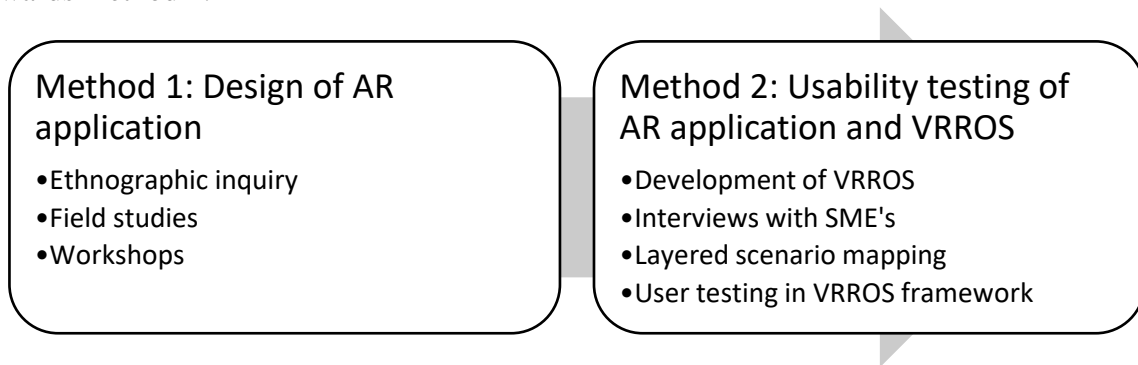 Method 1: Design of AR
application
•Ethnographic inquiry
•Field studies
•Workshops
Method 2: Usability testing of
AR application and VRROS
•Development of VRROS
•Interviews with SME's
•Layered scenario mapping
•User testing in VRROS framework